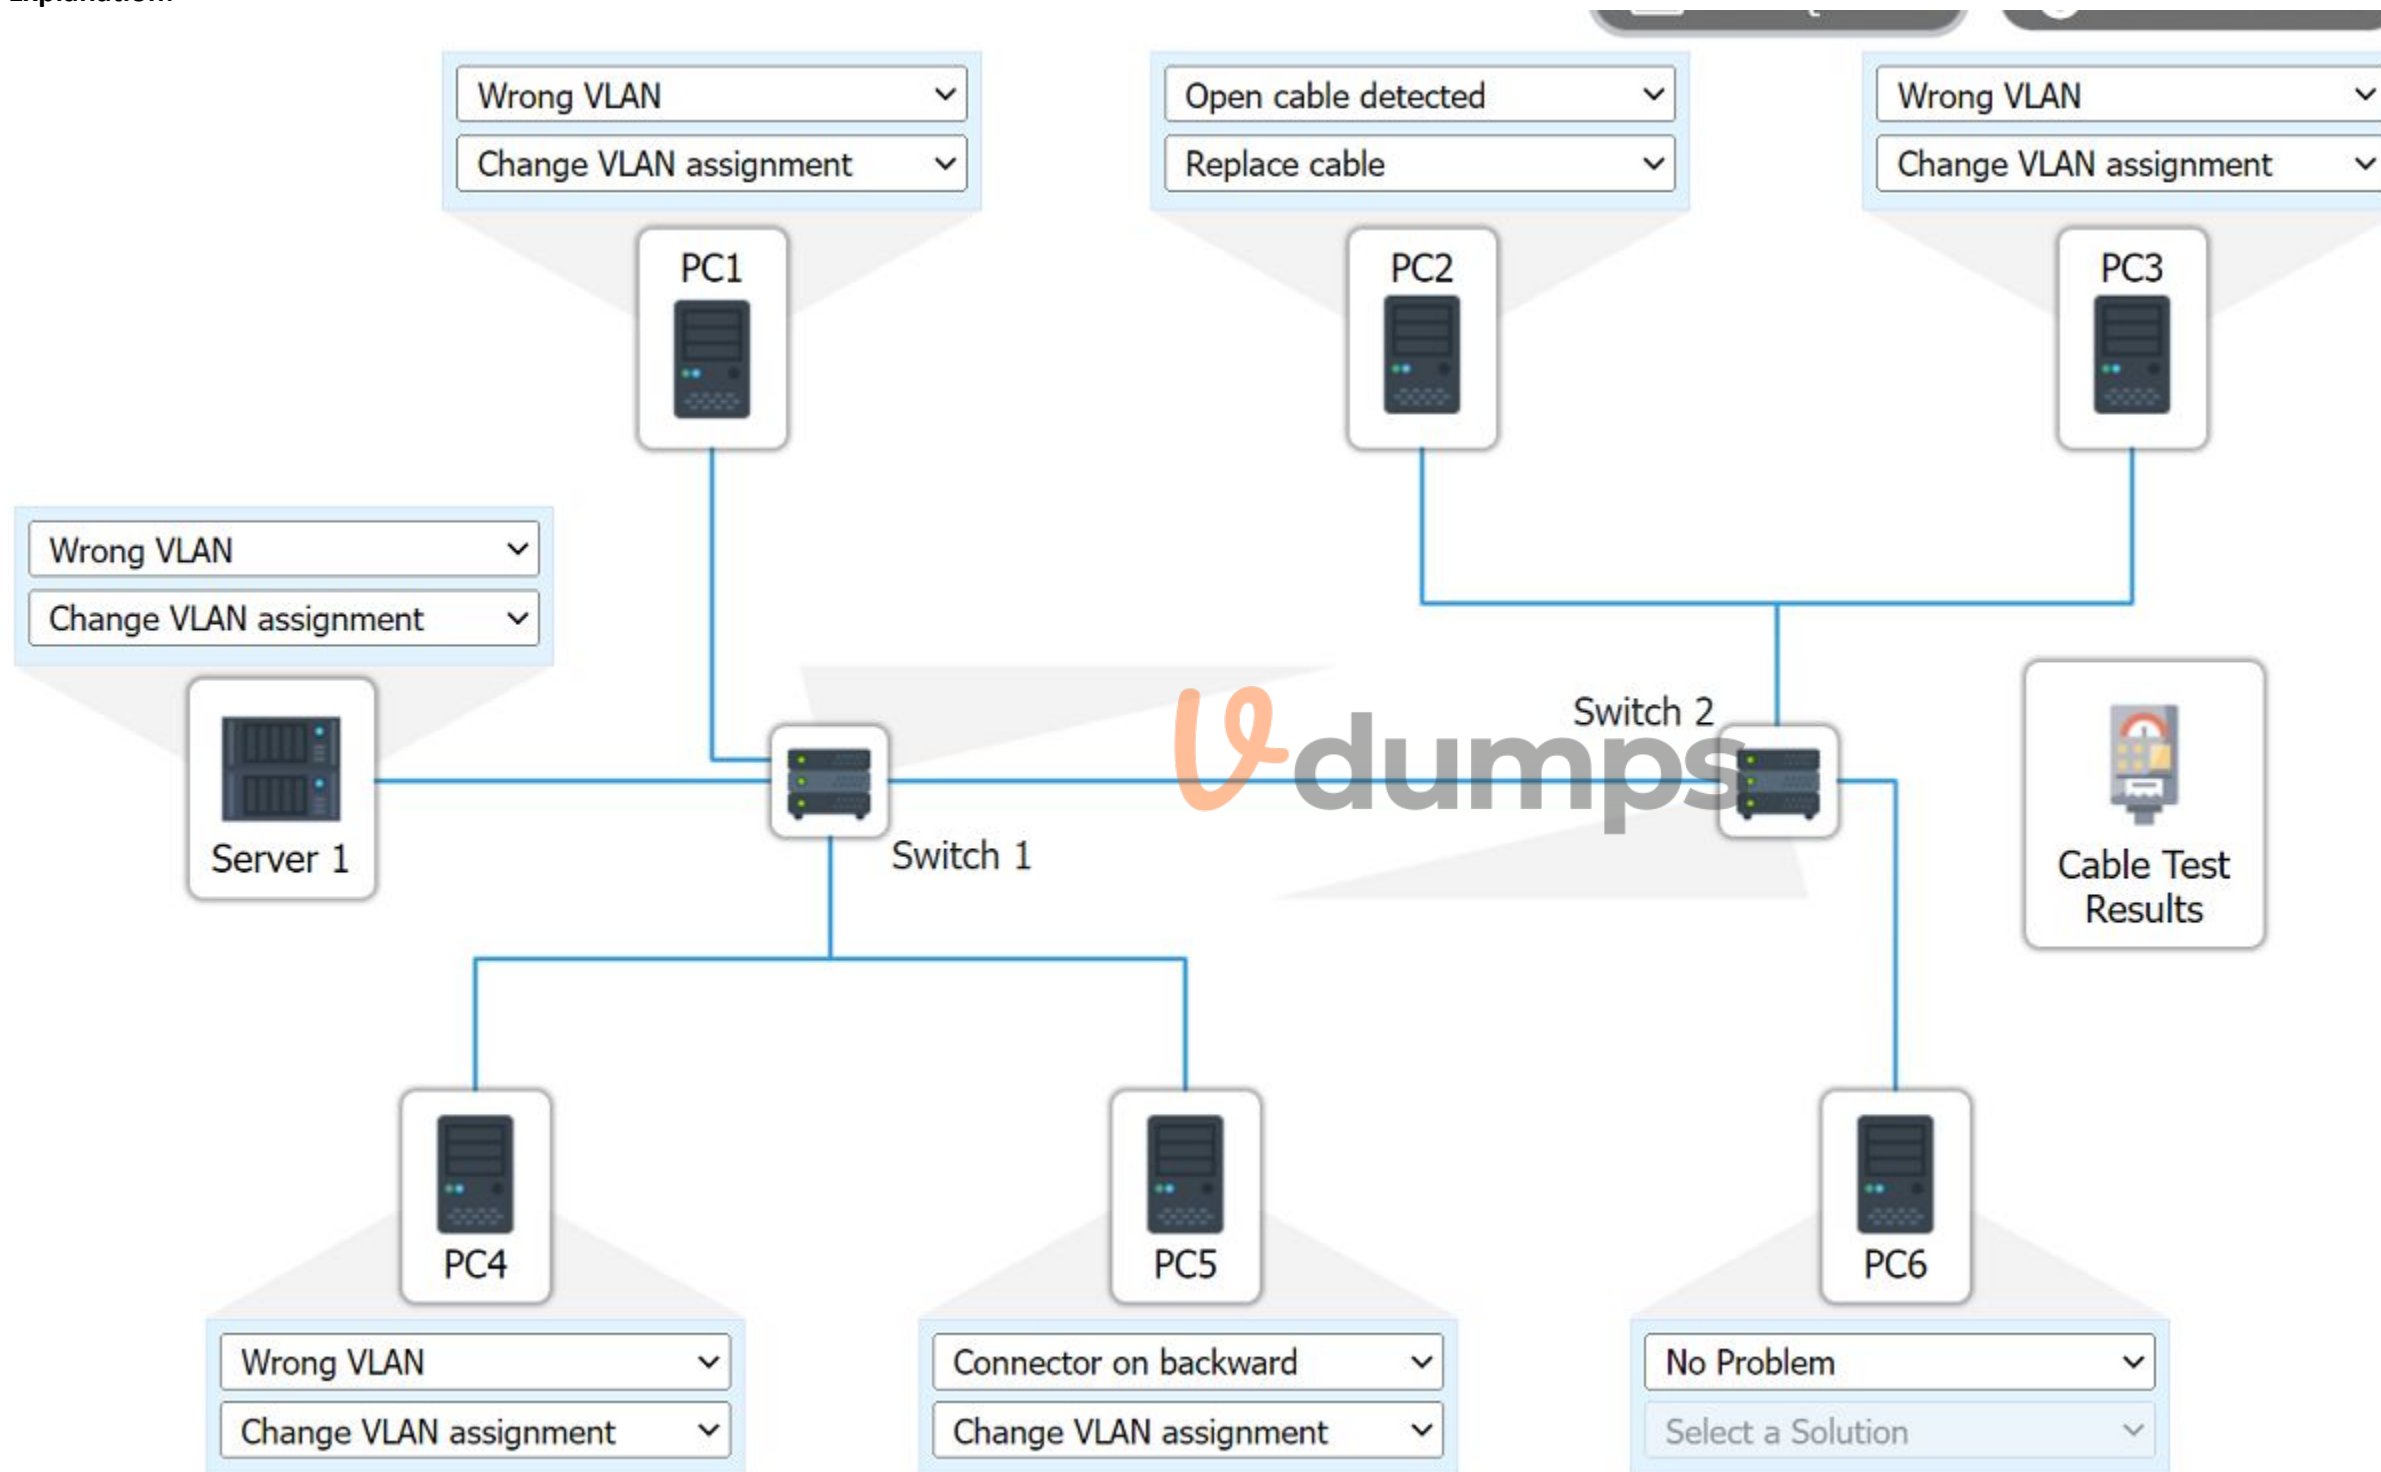 Wrong VLAN
Change VLAN assignment
Open cable detected
Replace cable
Wrong VLAN
Change VLAN assignment
PC1
PC2
PC3
Wrong VLAN
Change VLAN assignment
Server 1
Switch 1
Switch 2
Vdumps
Cable Test
Results
PC4
PC5
PC6
Wrong VLAN
Change VLAN assignment
Connector on backward
Change VLAN assignment
No Problem
Select a Solution